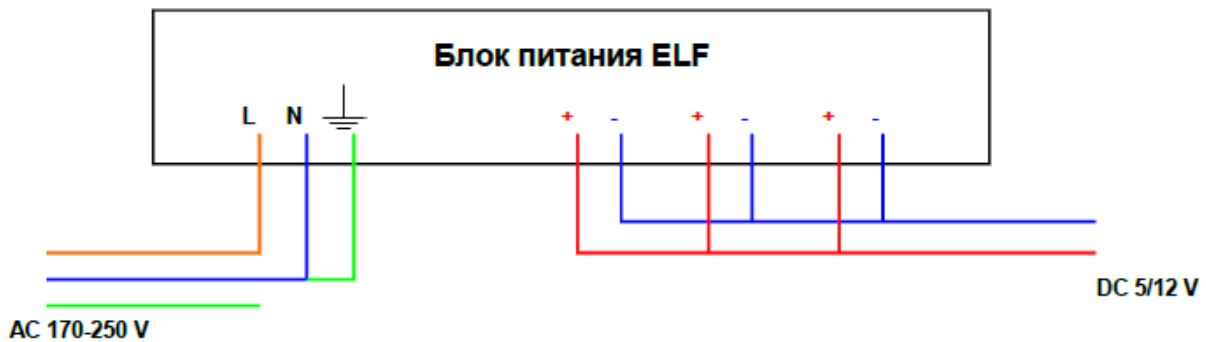 Блок питания ELF
L N + - + - + -
DC 5/12 V
AC 170-250 V